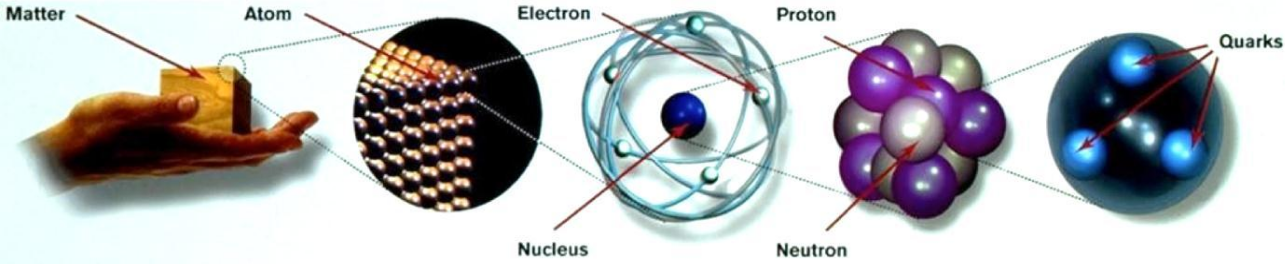 Matter
Atom
Electron
Proton
Quarks
Nucleus
Neutron